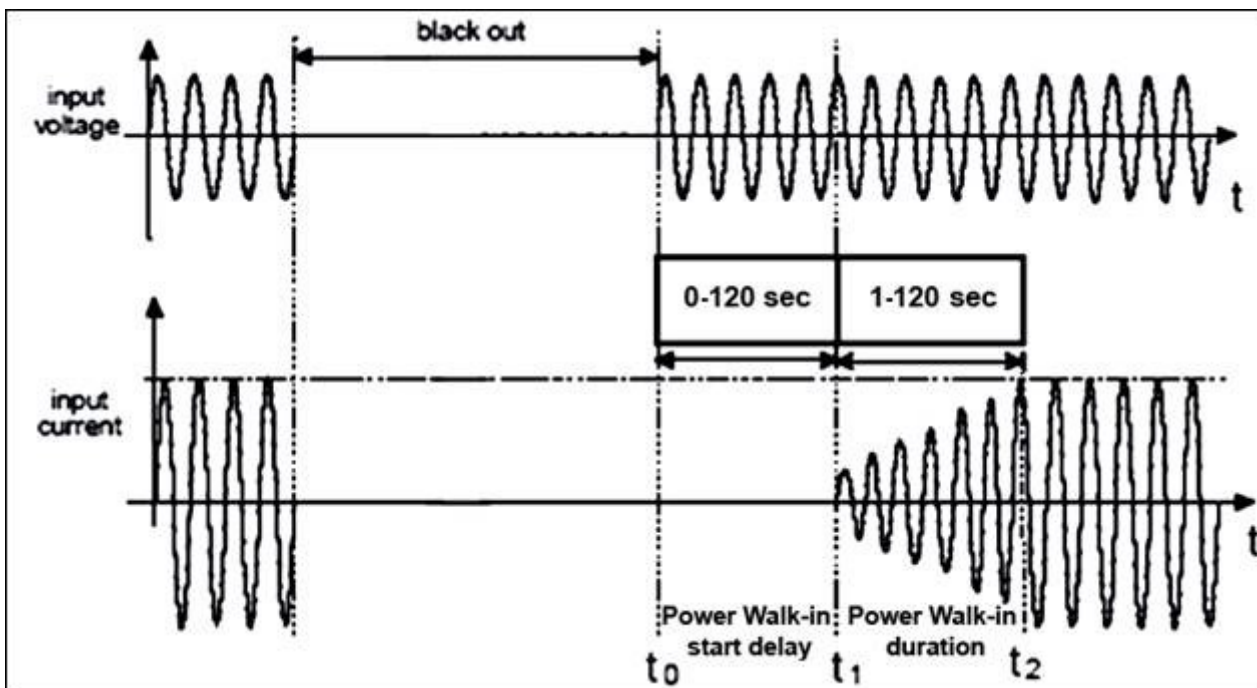 black out
input
voltage
t
0-120 sec
1-120 sec
input
current
t
Power Walk-in
start delay
Power Walk-in
duration
t0
t1
t2